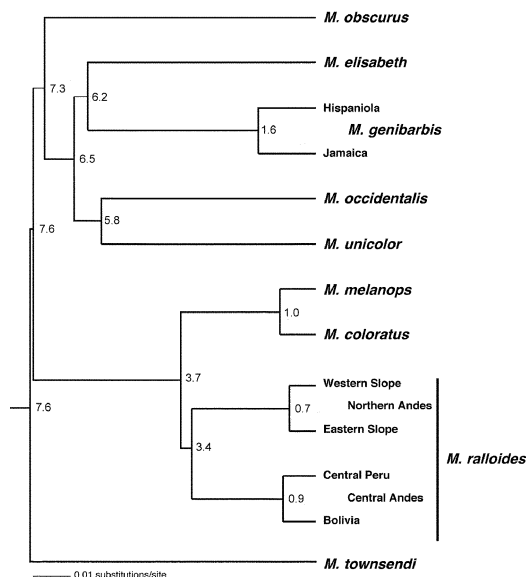 M. obscurus
7.3
M. elisabeth
6.2
Hispaniola
1.6
M. genibarbis
Jamaica
6.5
M. occidentalis
5.8
M. unicolor
7.6
M. melanops
1.0
M. coloratus
3.7
Western Slope
0.7
Northern Andes
Eastern Slope
7.6
3.4
M. ralloides
Central Peru
0.9
Central Andes
Bolivia
M. townsendi
0.01 substitutions/site